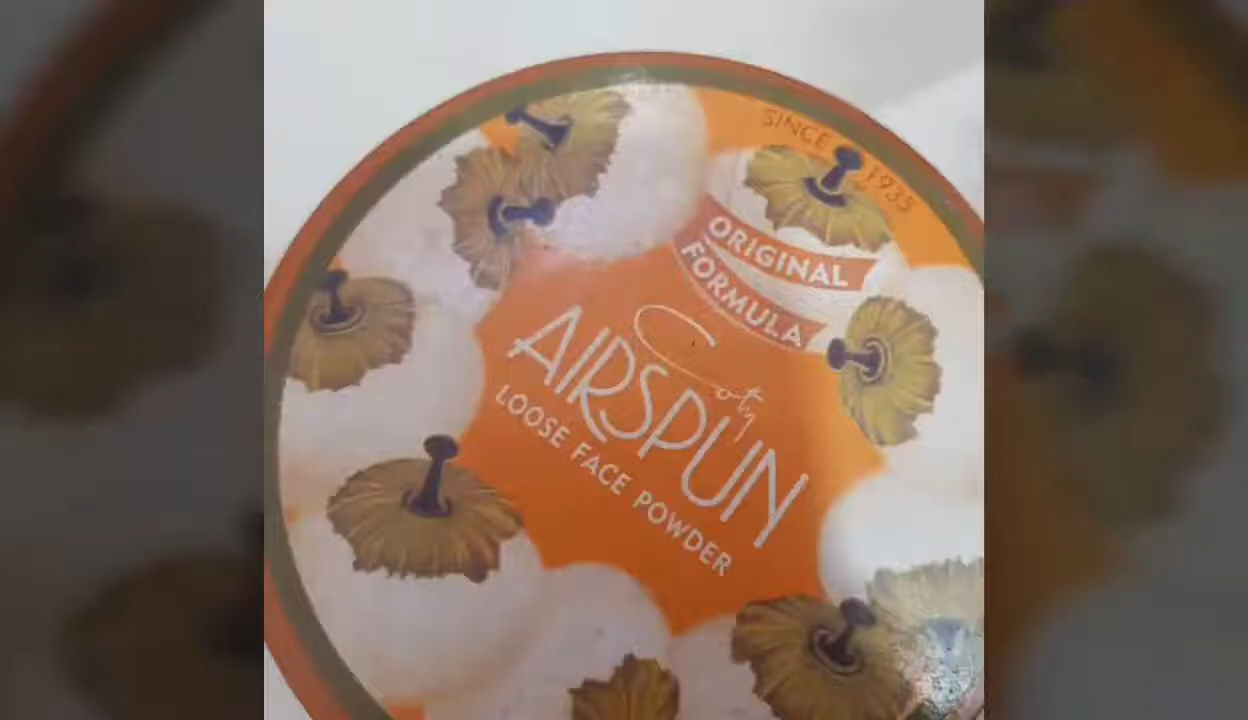 SINCE 1935
ORIGINAL
FORMULA
Coty
AIRSPUN
LOOSE FACE POWDER